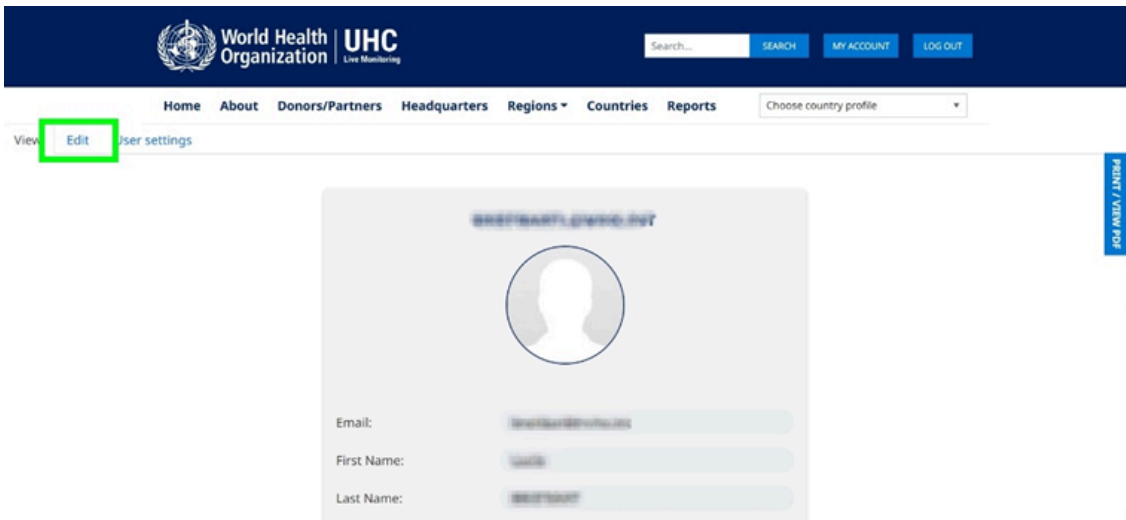 World Health Organization | UHC Live Monitoring
Search...
SEARCH
MY ACCOUNT
LOG OUT
Home About Donors/Partners Headquarters Regions Countries Reports
Choose country profile
View Edit User settings
PRINT / VIEW PDF
Email:
First Name:
Last Name: